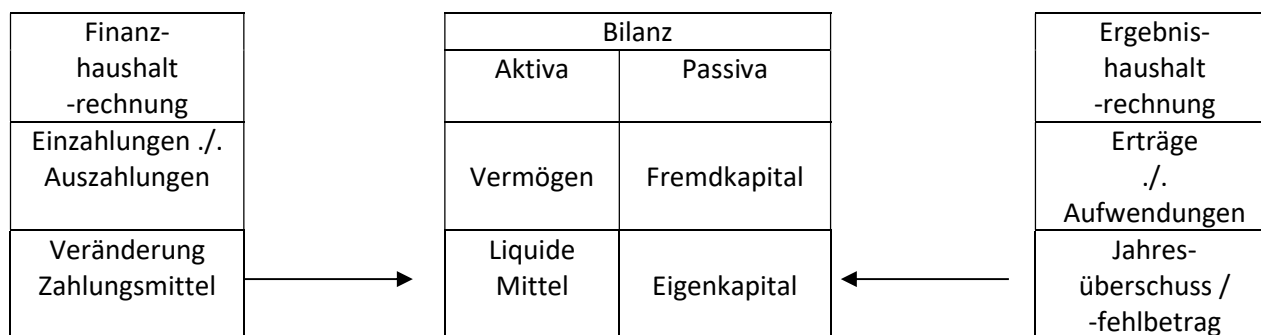 Finanz-
haushalt
-rechnung
Einzahlungen ./.
Auszahlungen
Veränderung
Zahlungsmittel
Bilanz
Aktiva
Passiva
Vermögen
Fremdkapital
Liquide
Mittel
Eigenkapital
Ergebnis-
haushalt
-rechnung
Erträge
./.
Aufwendungen
Jahres-
überschuss /
-fehlbetrag